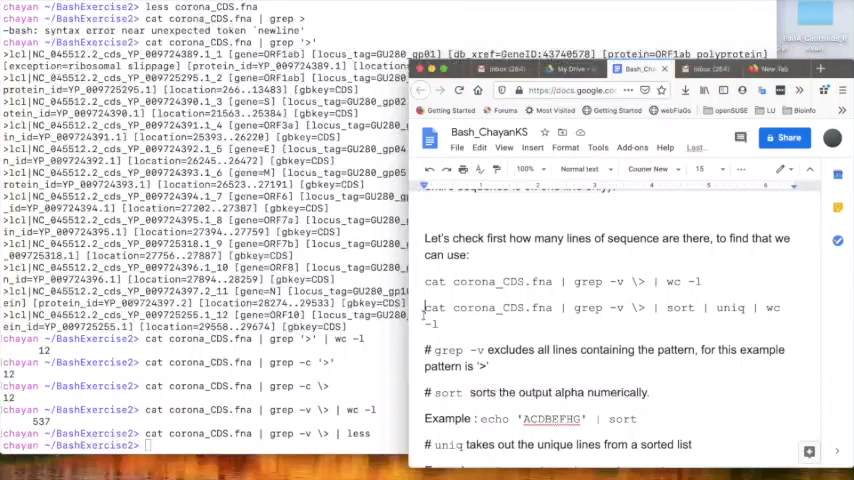 chayan ~/BashExercise2> less corona_CDS.fna
chayan ~/BashExercise2> cat corona_CDS.fna | grep >
-bash: syntax error near unexpected token `newline'
chayan ~/BashExercise2> cat corona_CDS.fna | grep '>'
>lcl|NC_045512.2_cds_YP_009724389.1_1 [gene=ORF1ab] [locus_tag=GU280_gp01] [db_xref=GeneID:43740578] [protein=ORF1ab polyprotein]
[exception=ribosomal slippage] [protein_id=YP_009724389.1]
>lcl|NC_045512.2_cds_YP_009725295.1_2 [gene=ORF1ab] [locus
protein_id=YP_009725295.1] [location=266..13483] [gbkey=CDS]
>lcl|NC_045512.2_cds_YP_009724390.1_3 [gene=S] [locus_tag=GU280_gp02
otein_id=YP_009724390.1] [location=21563..25384] [gbkey=CDS]
>lcl|NC_045512.2_cds_YP_009724391.1_4 [gene=ORF3a] [locus_tag=GU280_
n_id=YP_009724391.1] [location=25393..26220] [gbkey=CDS]
>lcl|NC_045512.2_cds_YP_009724392.1_5 [gene=E] [locus_tag=GU280_gp04
n_id=YP_009724392.1] [location=26245..26472] [gbkey=CDS]
>lcl|NC_045512.2_cds_YP_009724393.1_6 [gene=M] [locus_tag=GU280_gp05
rotein_id=YP_009724393.1] [location=26523..27191] [gbkey=CDS]
>lcl|NC_045512.2_cds_YP_009724394.1_7 [gene=ORF6] [locus_tag=GU280_
_009724394.1] [location=27202..27387] [gbkey=CDS]
>lcl|NC_045512.2_cds_YP_009724395.1_8 [gene=ORF7a] [locus_tag=GU280_
YP_009724395.1] [location=27394..27759] [gbkey=CDS]
>lcl|NC_045512.2_cds_YP_009725318.1_9 [gene=ORF7b] [locus_tag=GU280_
_009725318.1] [location=27756..27887] [gbkey=CDS]
>lcl|NC_045512.2_cds_YP_009724396.1_10 [gene=ORF8] [locus_tag=GU280_
YP_009724396.1] [location=27894..28259] [gbkey=CDS]
>lcl|NC_045512.2_cds_YP_009724397.2_11 [gene=N] [locus_tag=GU280_gp10
ein] [protein_id=YP_009724397.2] [location=28274..29533] [gbkey=CDS]
>lcl|NC_045512.2_cds_YP_009725255.1_12 [gene=ORF10] [locus_tag=GU280
ein_id=YP_009725255.1] [location=29558..29674] [gbkey=CDS]
chayan ~/BashExercise2> cat corona_CDS.fna | grep '>' | wc -l
12
chayan ~/BashExercise2> cat corona_CDS.fna | grep -c '>'
12
chayan ~/BashExercise2> cat corona_CDS.fna | grep -c \>
12
chayan ~/BashExercise2> cat corona_CDS.fna | grep -v \> | wc -l
537
chayan ~/BashExercise2> cat corona_CDS.fna | grep -v \> | less
chayan ~/BashExercise2>
Inbox (264)
My Drive -
Bash_Cha
Inbox (264)
New Tab
https://docs.google.co
Getting Started
Forums
Most Visited
Getting Started
webFlaGs
openSUSE
LU
Bioinfo
Bash_ChayanKS
File Edit View Insert Format Tools Add-ons Help Last...
Share
100%
Normal text
Courier New
15
Let's check first how many lines of sequence are there, to find that we
can use:
cat corona_CDS.fna | grep -v \> | wc -l
cat corona_CDS.fna | grep -v \> | sort | uniq | wc
-l
# grep -v excludes all lines containing the pattern, for this example
pattern is '>'
# sort sorts the output alpha numerically.
Example : echo 'ACDBEFHG' | sort
# uniq takes out the unique lines from a sorted list